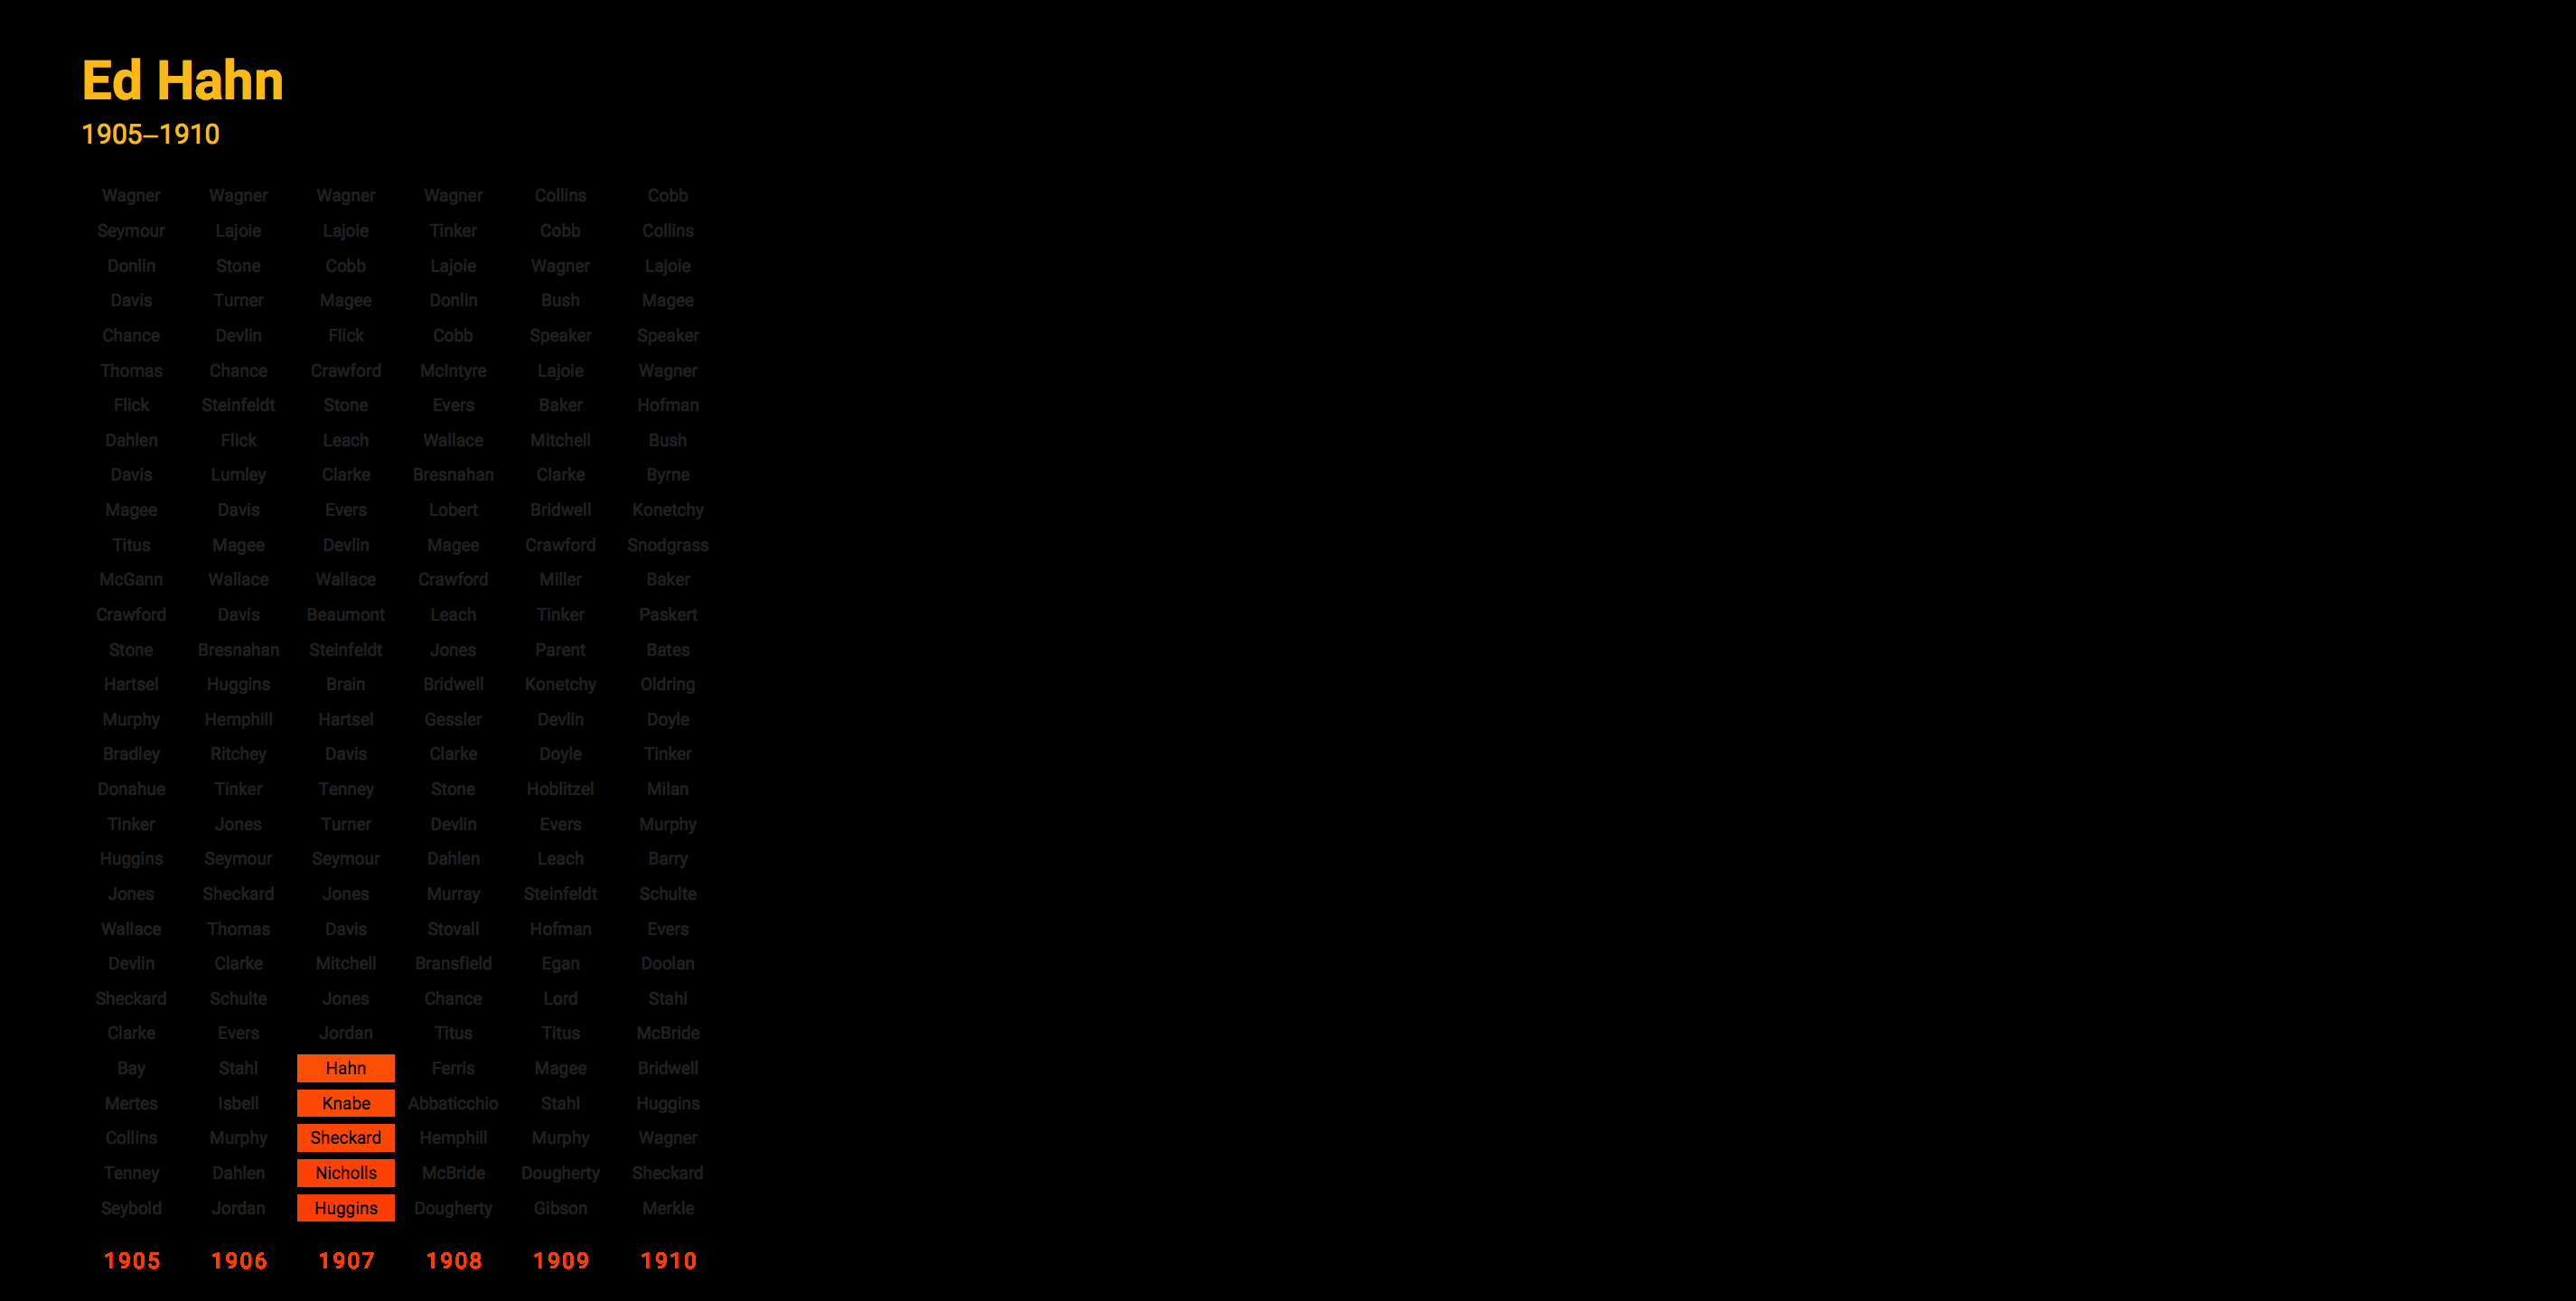 Ed Hahn
1905–1910
Wagner Wagner Wagner Wagner Collins Cobb
Seymour Lajoie Lajoie Tinker Cobb Collins
Donlin Stone Cobb Lajoie Wagner Lajoie
Davis Turner Magee Donlin Bush Magee
Chance Devlin Flick Cobb Speaker Speaker
Thomas Chance Crawford McIntyre Lajoie Wagner
Flick Steinfeldt Stone Evers Baker Hofman
Dahlen Flick Leach Wallace Mitchell Bush
Davis Lumley Clarke Bresnahan Clarke Byrne
Magee Davis Evers Lobert Bridwell Konetchy
Titus Magee Devlin Magee Crawford Snodgrass
McGann Wallace Wallace Crawford Miller Baker
Crawford Davis Beaumont Leach Tinker Paskert
Stone Bresnahan Steinfeldt Jones Parent Bates
Hartsel Huggins Brain Bridwell Konetchy Oldring
Murphy Hemphill Hartsel Gessler Devlin Doyle
Bradley Ritchey Davis Clarke Doyle Tinker
Donahue Tinker Tenney Stone Hoblitzel Milan
Tinker Jones Turner Devlin Evers Murphy
Huggins Seymour Seymour Dahlen Leach Barry
Jones Sheckard Jones Murray Steinfeldt Schulte
Wallace Thomas Davis Stovall Hofman Evers
Devlin Clarke Mitchell Bransfield Egan Doolan
Sheckard Schulte Jones Chance Lord Stahl
Clarke Evers Jordan Titus Titus McBride
Bay Stahl Hahn Ferris Magee Bridwell
Mertes Isbell Knabe Abbaticchio Stahl Huggins
Collins Murphy Sheckard Hemphill Murphy Wagner
Tenney Dahlen Nicholls McBride Dougherty Sheckard
Seybold Jordan Huggins Dougherty Gibson Merkle
1905 1906 1907 1908 1909 1910